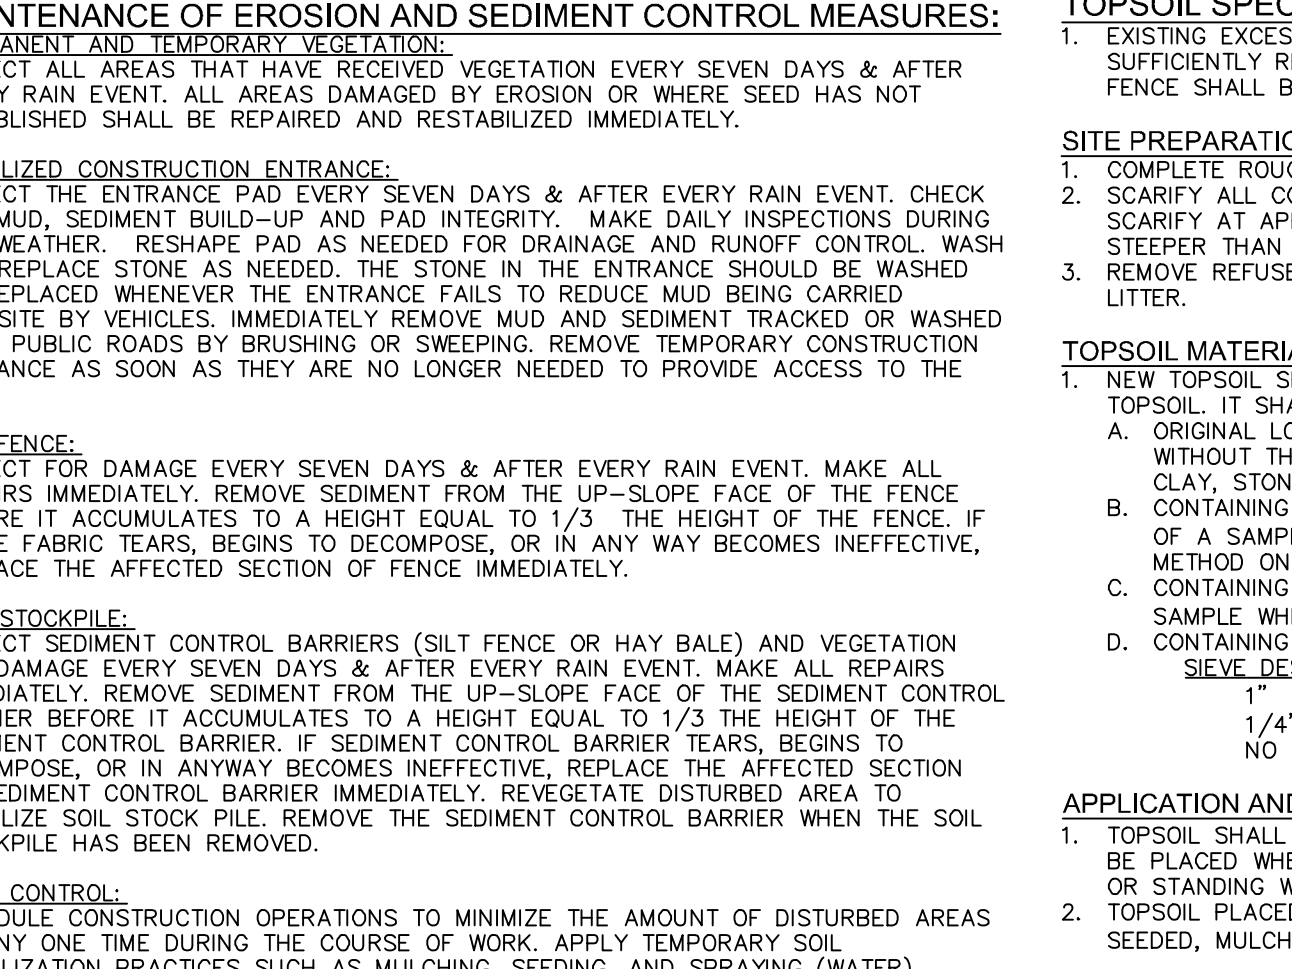 NTENANCE OF EROSION AND SEDIMENT CONTROL MEASURES:
ANENT AND TEMPORARY VEGETATION:
ECT ALL AREAS THAT HAVE RECEIVED VEGETATION EVERY SEVEN DAYS & AFTER
Y RAIN EVENT. ALL AREAS DAMAGED BY EROSION OR WHERE SEED HAS NOT
BLISHED SHALL BE REPAIRED AND RESTABILIZED IMMEDIATELY.
LIZED CONSTRUCTION ENTRANCE:
ECT THE ENTRANCE PAD EVERY SEVEN DAYS & AFTER EVERY RAIN EVENT. CHECK
MUD, SEDIMENT BUILD-UP AND PAD INTEGRITY. MAKE DAILY INSPECTIONS DURING
WEATHER. RESHAPE PAD AS NEEDED FOR DRAINAGE AND RUNOFF CONTROL. WASH
REPLACE STONE AS NEEDED. THE STONE IN THE ENTRANCE SHOULD BE WASHED
EPLACED WHENEVER THE ENTRANCE FAILS TO REDUCE MUD BEING CARRIED
SITE BY VEHICLES. IMMEDIATELY REMOVE MUD AND SEDIMENT TRACKED OR WASHED
PUBLIC ROADS BY BRUSHING OR SWEEPING. REMOVE TEMPORARY CONSTRUCTION
ANCE AS SOON AS THEY ARE NO LONGER NEEDED TO PROVIDE ACCESS TO THE
FENCE:
ECT FOR DAMAGE EVERY SEVEN DAYS & AFTER EVERY RAIN EVENT. MAKE ALL
IRS IMMEDIATELY. REMOVE SEDIMENT FROM THE UP-SLOPE FACE OF THE FENCE
RE IT ACCUMULATES TO A HEIGHT EQUAL TO 1/3 THE HEIGHT OF THE FENCE. IF
E FABRIC TEARS, BEGINS TO DECOMPOSE, OR IN ANY WAY BECOMES INEFFECTIVE,
ACE THE AFFECTED SECTION OF FENCE IMMEDIATELY.
STOCKPILE:
ECT SEDIMENT CONTROL BARRIERS (SILT FENCE OR HAY BALE) AND VEGETATION
DAMAGE EVERY SEVEN DAYS & AFTER EVERY RAIN EVENT. MAKE ALL REPAIRS
DIATELY. REMOVE SEDIMENT FROM THE UP-SLOPE FACE OF THE SEDIMENT CONTROL
IER BEFORE IT ACCUMULATES TO A HEIGHT EQUAL TO 1/3 THE HEIGHT OF THE
MENT CONTROL BARRIER. IF SEDIMENT CONTROL BARRIER TEARS, BEGINS TO
MPOSE, OR IN ANYWAY BECOMES INEFFECTIVE, REPLACE THE AFFECTED SECTION
EDIMENT CONTROL BARRIER IMMEDIATELY. REVEGETATE DISTURBED AREA TO
LIZE SOIL STOCK PILE. REMOVE THE SEDIMENT CONTROL BARRIER WHEN THE SOIL
KPILE HAS BEEN REMOVED.
CONTROL:
DULE CONSTRUCTION OPERATIONS TO MINIMIZE THE AMOUNT OF DISTURBED AREAS
NY ONE TIME DURING THE COURSE OF WORK. APPLY TEMPORARY SOIL
LIZATION PRACTICES SUCH AS MULCHING, SEEDING, AND SPRAYING (WATER).
TOPSOIL SPEC
1. EXISTING EXCES
SUFFICIENTLY R
FENCE SHALL B
SITE PREPARATIO
1. COMPLETE ROUG
2. SCARIFY ALL CO
SCARIFY AT AP
STEEPER THAN
3. REMOVE REFUSE
LITTER.
TOPSOIL MATERIA
1. NEW TOPSOIL S
TOPSOIL. IT SHA
A. ORIGINAL LO
WITHOUT TH
CLAY, STON
B. CONTAINING
OF A SAMP
METHOD ON
C. CONTAINING
SAMPLE WH
D. CONTAINING
SIEVE DES
1"
1/4"
NO
APPLICATION AND
1. TOPSOIL SHALL
BE PLACED WHE
OR STANDING W
2. TOPSOIL PLACED
SEEDED, MULCH